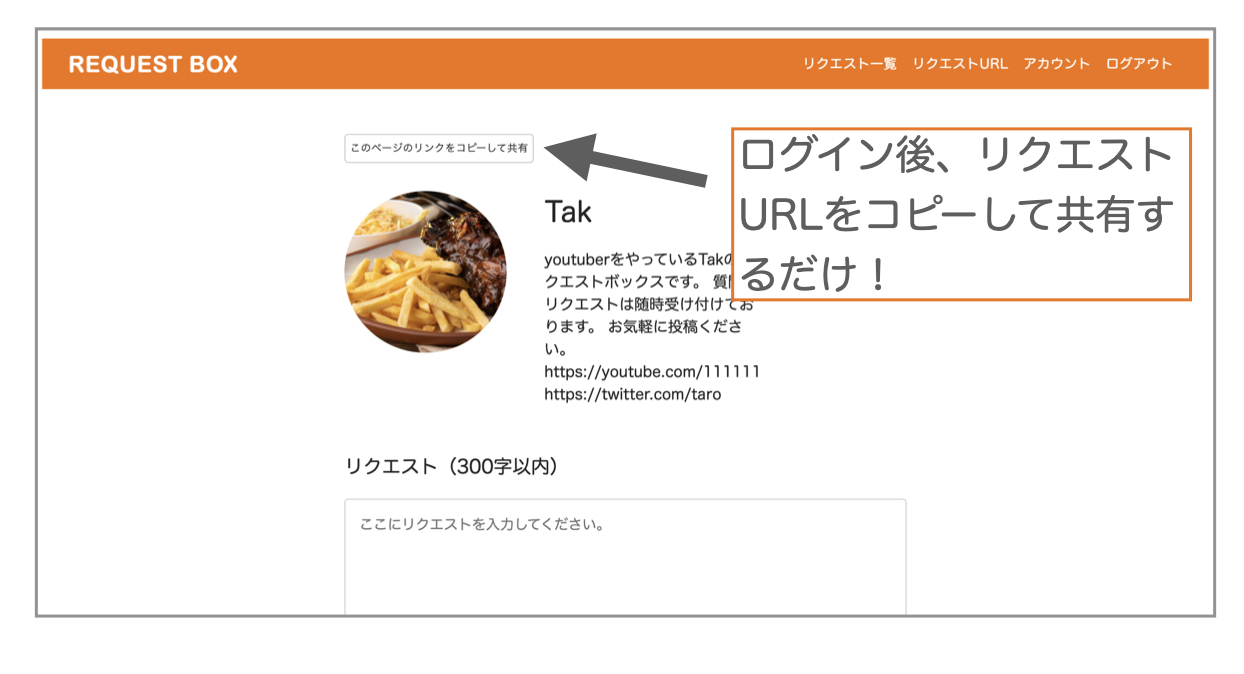 REQUEST BOX
リクエスト一覧 リクエストURL アカウント ログアウト
このページのリンクをコピーして共有
ログイン後、リクエスト
URLをコピーして共有す
るだけ！
Tak
youtuberをやっているTakの
クエストボックスです。 質
リクエストは随時受け付けてお
ります。 お気軽に投稿くださ
い。
https://youtube.com/111111
https://twitter.com/taro
リクエスト（300字以内）
ここにリクエストを入力してください。